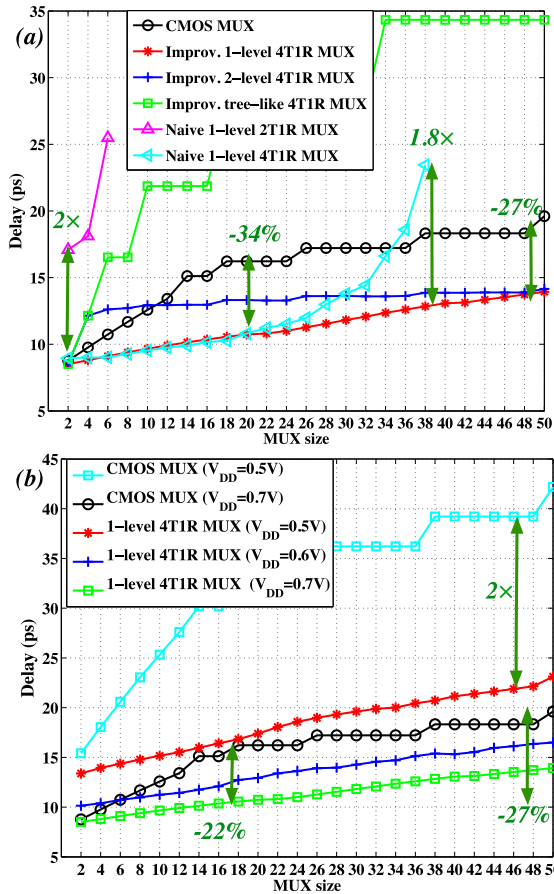 (a)
CMOS MUX
Improv. 1-level 4T1R MUX
Improv. 2-level 4T1R MUX
Improv. tree-like 4T1R MUX
Naive 1-level 2T1R MUX
Naive 1-level 4T1R MUX
35
30
25
20
15
10
5
Delay (ps)
2×
-34%
1.8×
-27%
2 4 6 8 10 12 14 16 18 20 22 24 26 28 30 32 34 36 38 40 42 44 46 48 50
MUX size
(b)
CMOS MUX (VDD=0.5V)
CMOS MUX (VDD=0.7V)
1-level 4T1R MUX (VDD=0.5V)
1-level 4T1R MUX (VDD=0.6V)
1-level 4T1R MUX (VDD=0.7V)
45
40
35
30
25
20
15
10
5
Delay (ps)
2×
-22%
-27%
2 4 6 8 10 12 14 16 18 20 22 24 26 28 30 32 34 36 38 40 42 44 46 48 50
MUX size